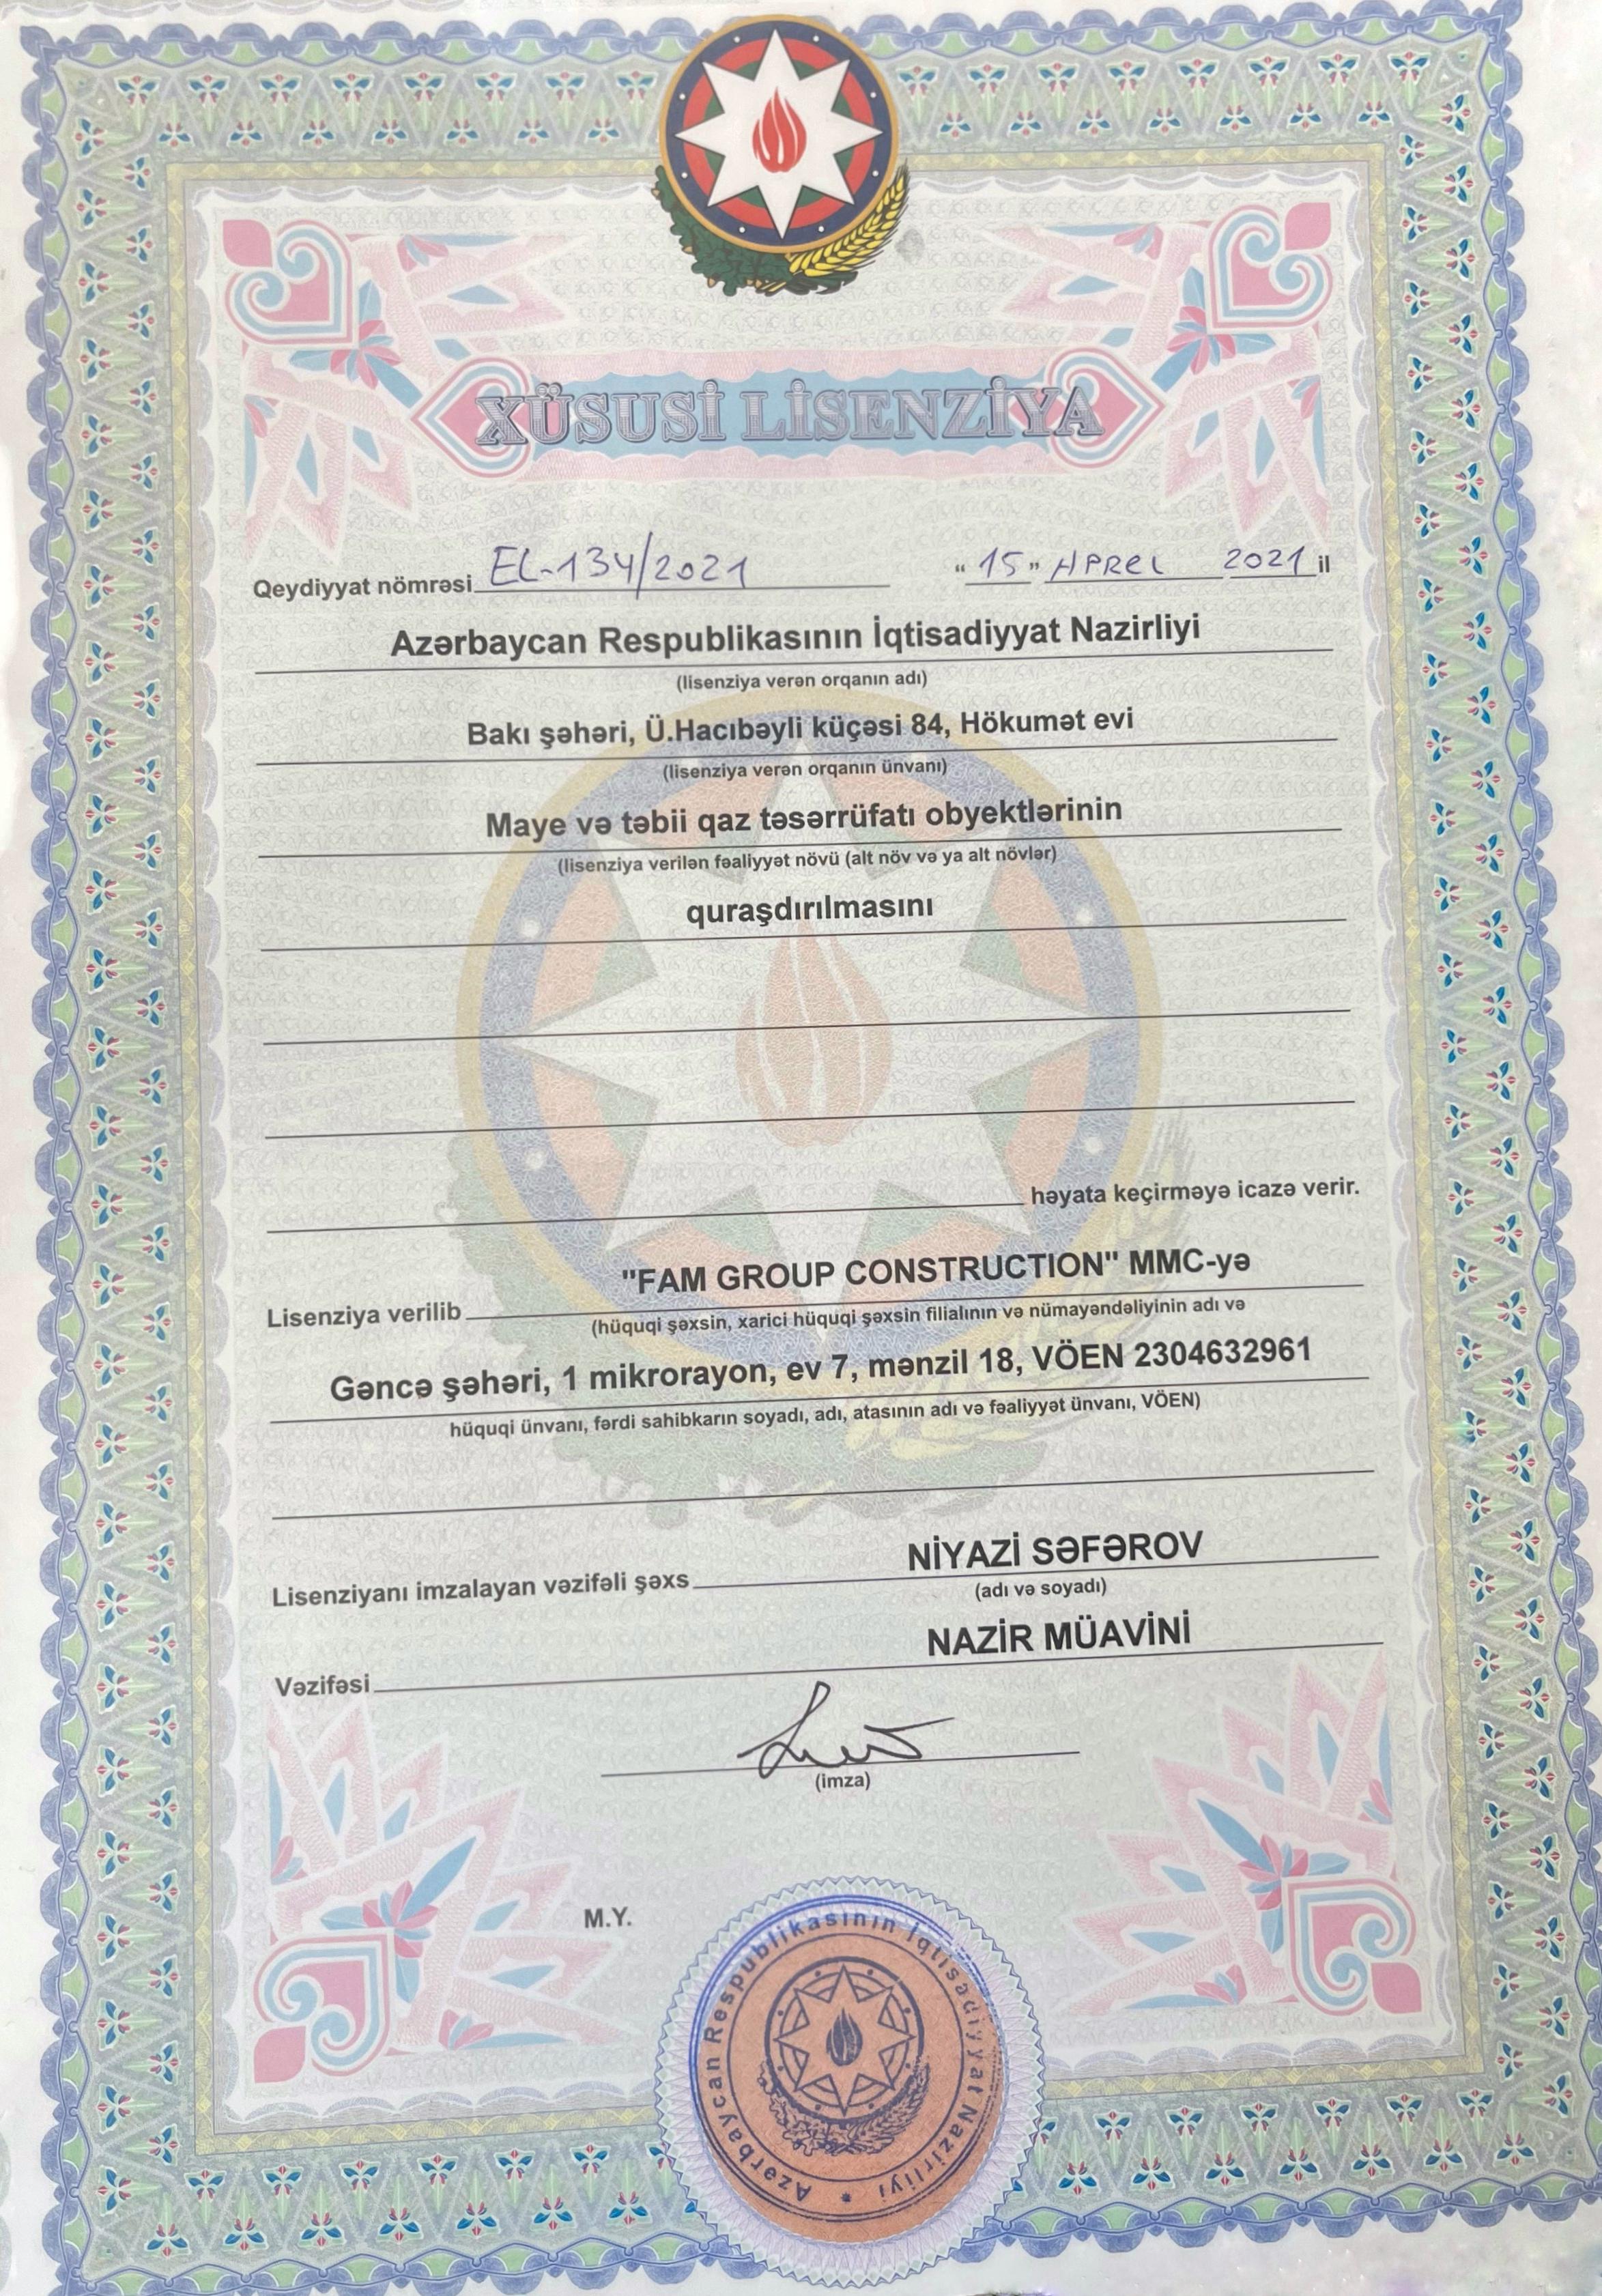 XÜSUSİ LİSENZİYA
Qeydiyyat nömrəsi EL-134/2021 "15" APREL 2021 il
Azərbaycan Respublikasının İqtisadiyyat Nazirliyi
(lisenziya verən orqanın adı)
Bakı şəhəri, Ü.Hacıbəyli küçəsi 84, Hökumət evi
(lisenziya verən orqanın ünvanı)
Maye və təbii qaz təsərrüfatı obyektlərinin
(lisenziya verilən fəaliyyət növü (alt növ və ya alt növlər)
quraşdırılmasını
həyata keçirməyə icazə verir.
"FAM GROUP CONSTRUCTION" MMC-yə
Lisenziya verilib
(hüquqi şəxsin, xarici hüquqi şəxsin filialının və nümayəndəliyinin adı və
Gəncə şəhəri, 1 mikrorayon, ev 7, mənzil 18, VÖEN 2304632961
hüquqi ünvanı, fərdi sahibkarın soyadı, adı, atasının adı və fəaliyyət ünvanı, VÖEN)
NİYAZİ SƏFƏROV
Lisenziyanı imzalayan vəzifəli şəxs
(adı və soyadı)
NAZİR MÜAVİNİ
Vəzifəsi
(imza)
M.Y.
Azərbaycan Respublikasının İqtisadiyyat Nazirliyi